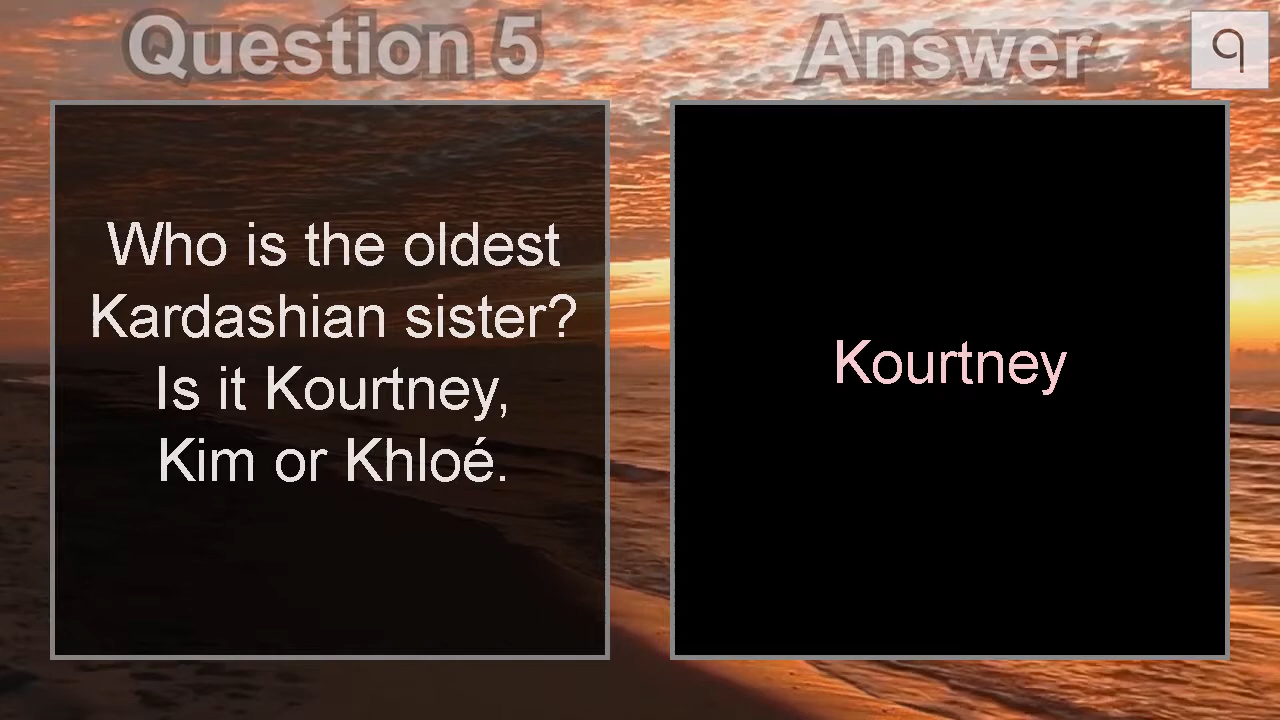 Question 5
Answer
q
Who is the oldest
Kardashian sister?
Is it Kourtney,
Kim or Khloé.
Kourtney